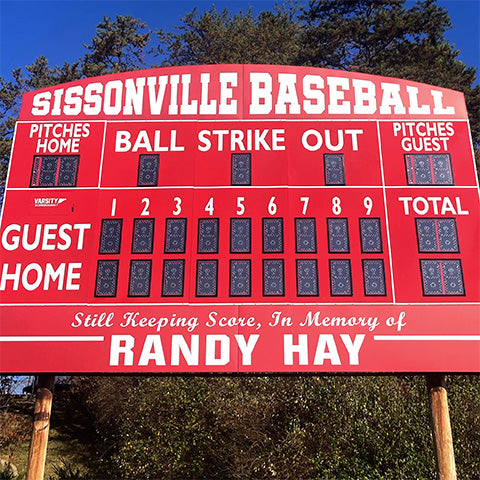 SISSONVILLE BASEBALL
PITCHES HOME
BALL STRIKE OUT
PITCHES GUEST
VARSITY
1 2 3 4 5 6 7 8 9
TOTAL
GUEST
HOME
Still Keeping Score, In Memory of
RANDY HAY